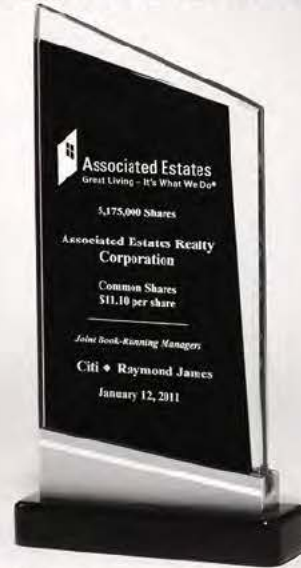 Associated Estates
Great Living - It's What We Do®
5,175,000 Shares
Associated Estates Realty
Corporation
Common Shares
$11.10 per share
Joint Book-Running Managers
Citi ◆ Raymond James
January 12, 2011